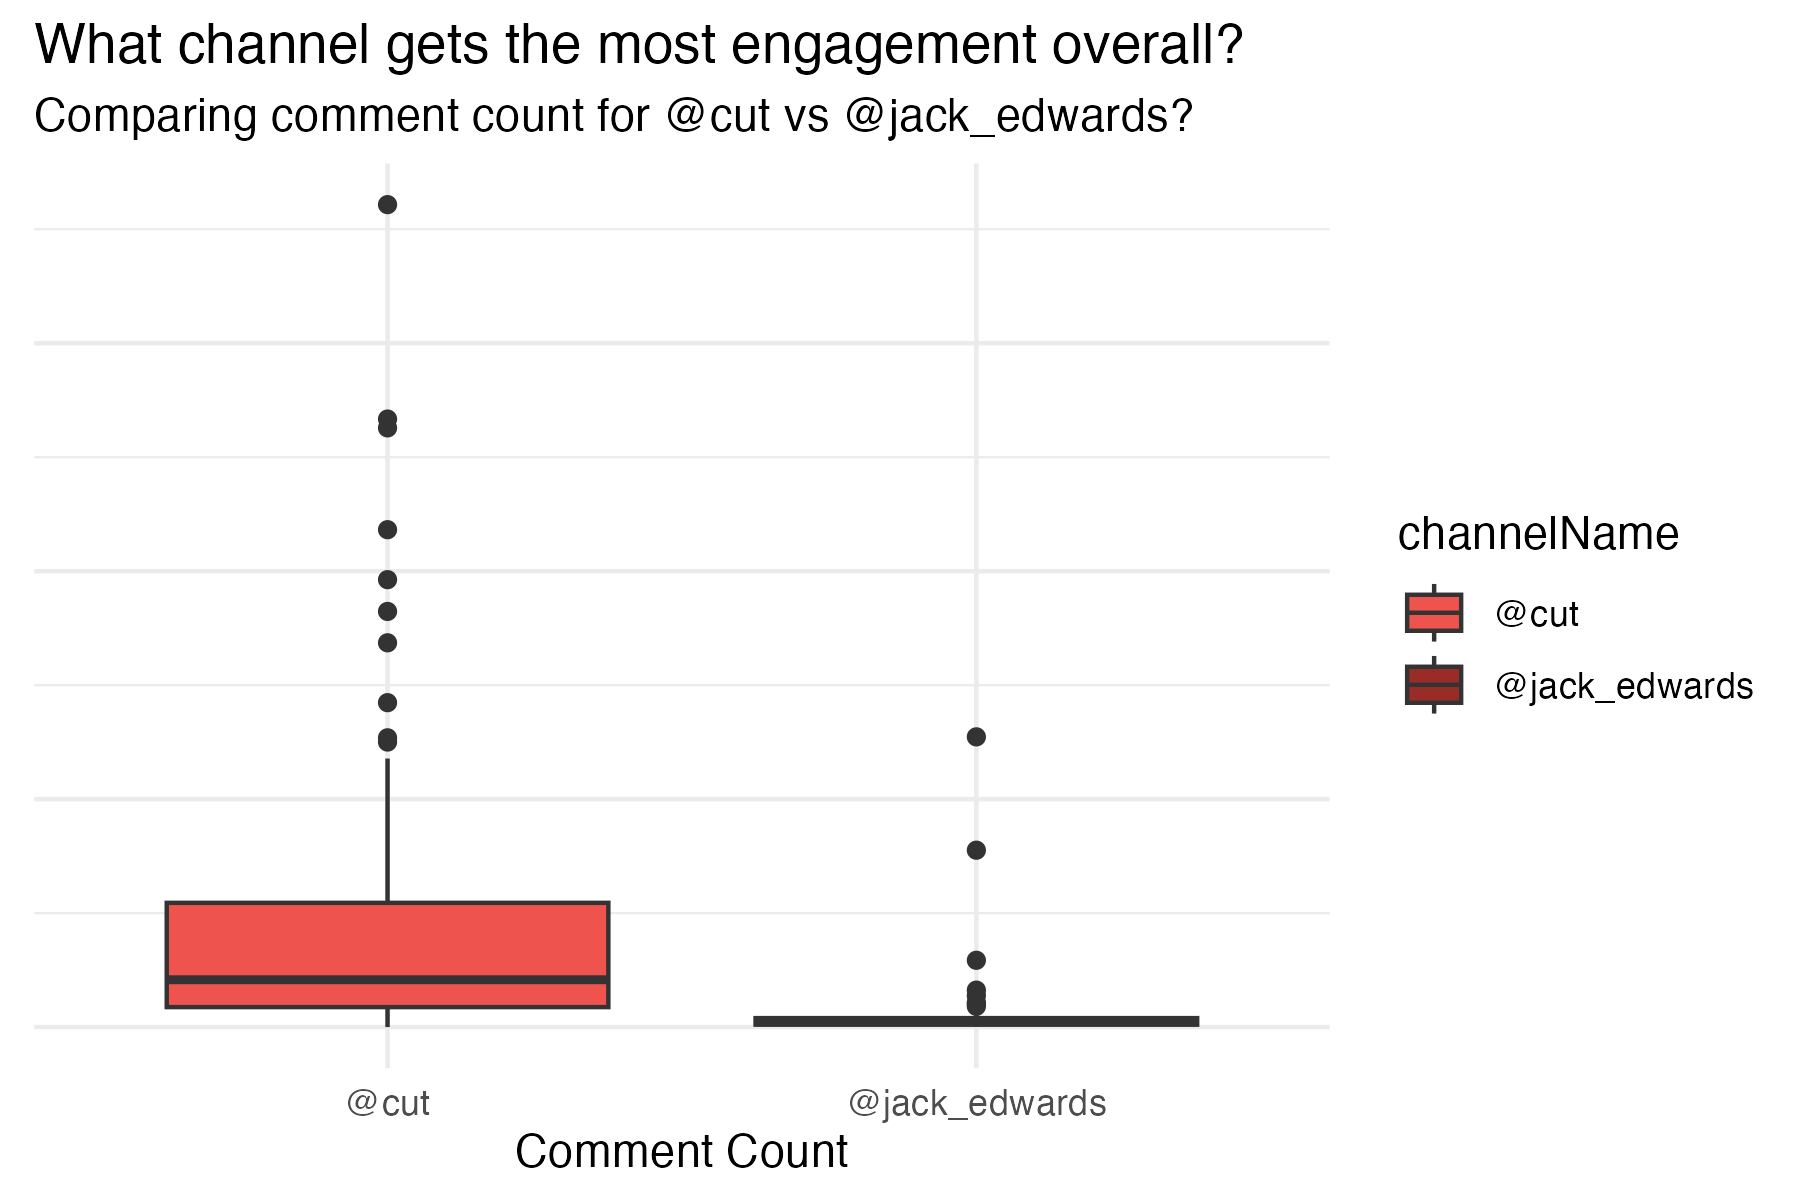 What channel gets the most engagement overall?
Comparing comment count for @cut vs @jack_edwards?
channelName
@cut
@jack_edwards
@cut
@jack_edwards
Comment Count